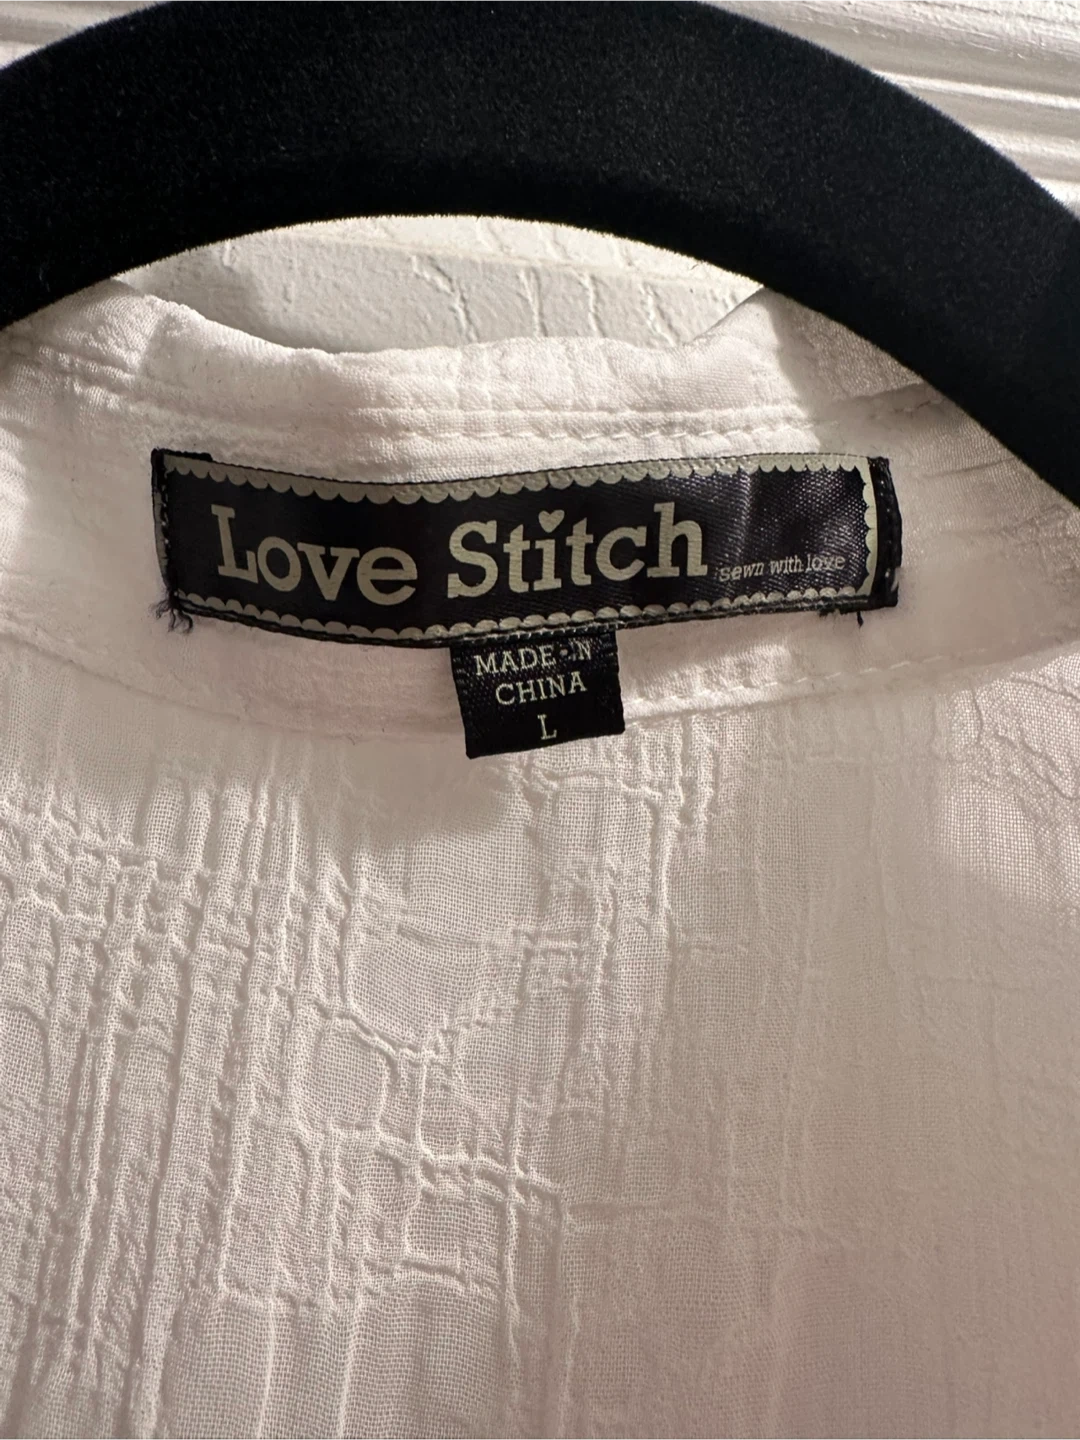 Love Stitch sewn with love
MADE IN
CHINA
L